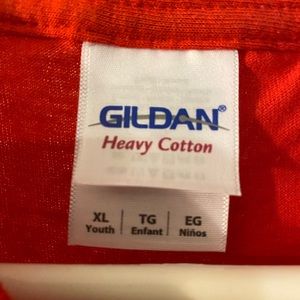 GILDAN®
Heavy Cotton
XL TG EG
Youth Enfant Niños